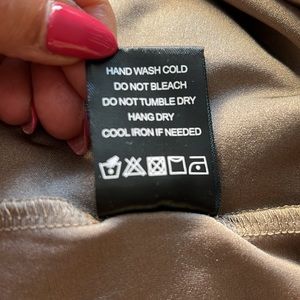 HAND WASH COLD
DO NOT BLEACH
DO NOT TUMBLE DRY
HANG DRY
COOL IRON IF NEEDED